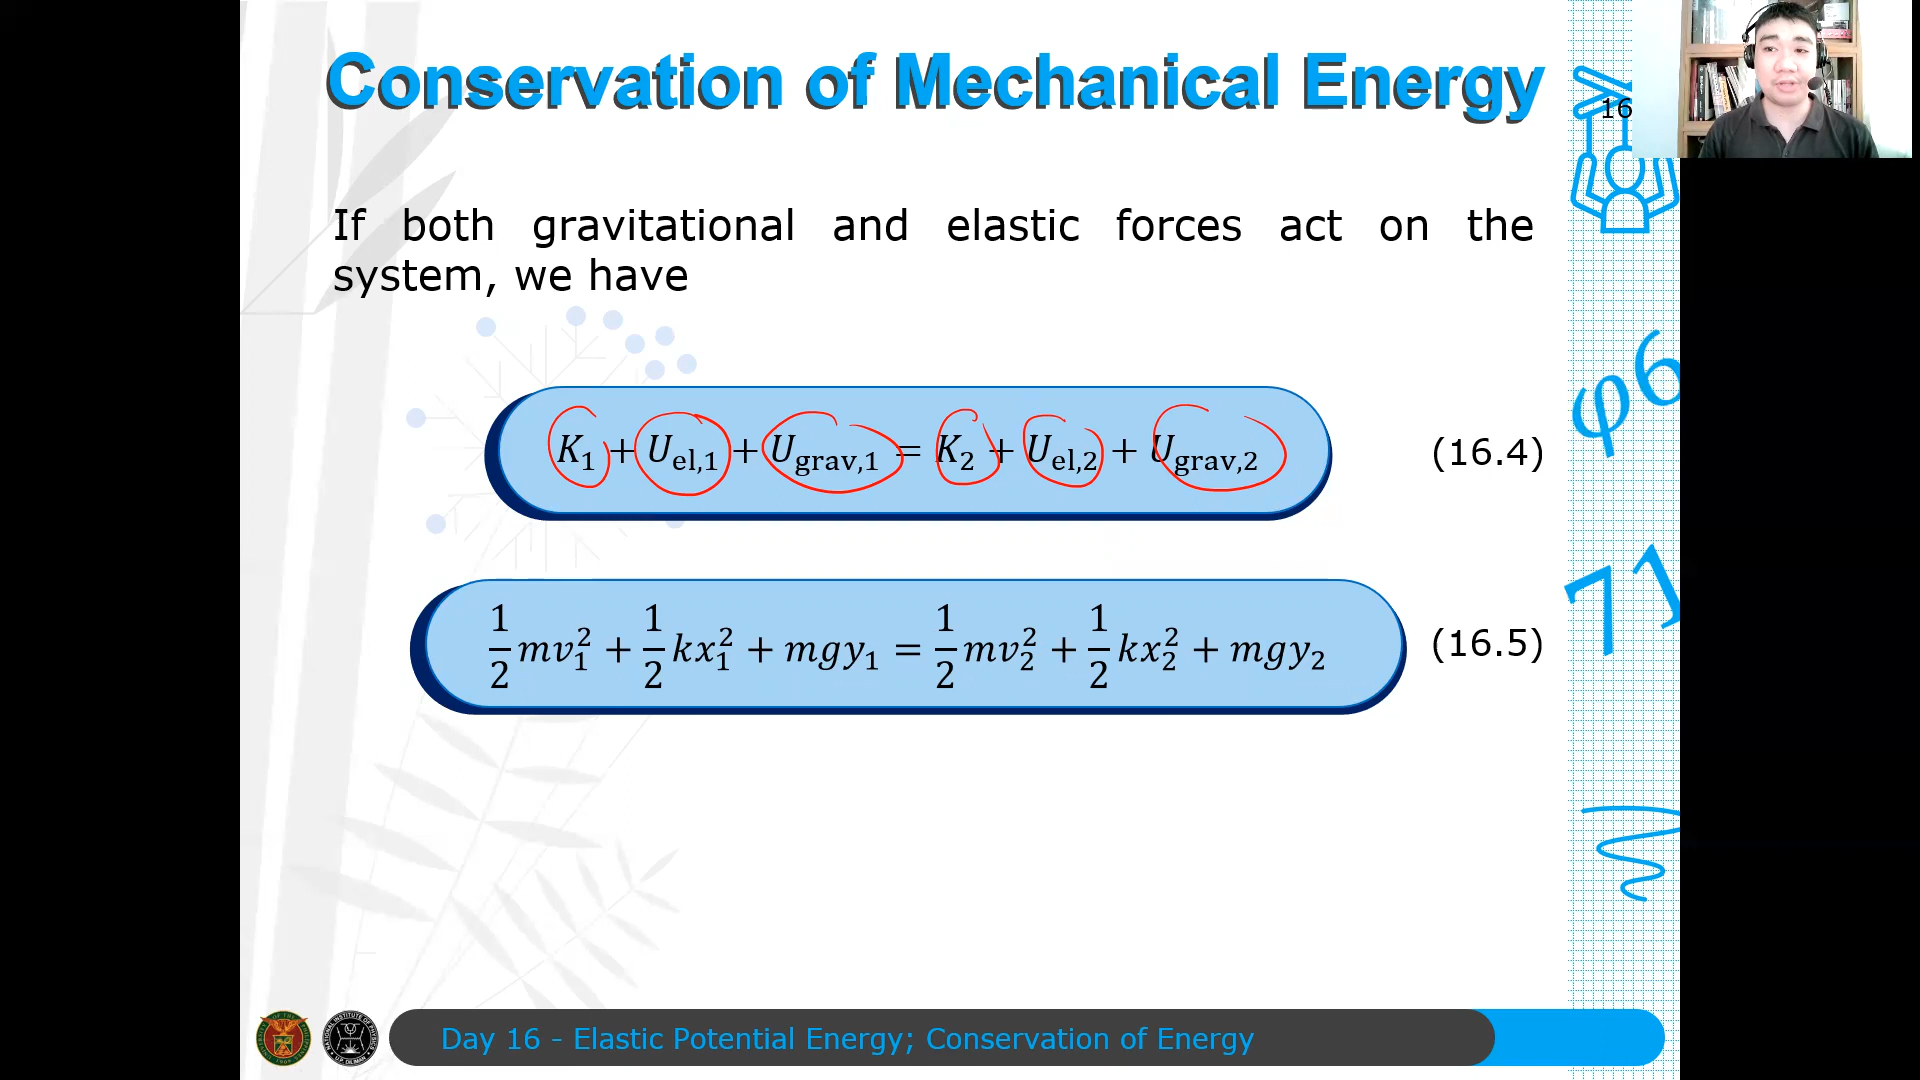 Conservation of Mechanical Energy
16
If both gravitational and elastic forces act on the
system, we have
K₁ + U_el,1 + U_grav,1 = K₂ + U_el,2 + U_grav,2 (16.4)
1/2 mv₁² + 1/2 kx₁² + mgy₁ = 1/2 mv₂² + 1/2 kx₂² + mgy₂ (16.5)
φ6
71
Day 16 - Elastic Potential Energy; Conservation of Energy